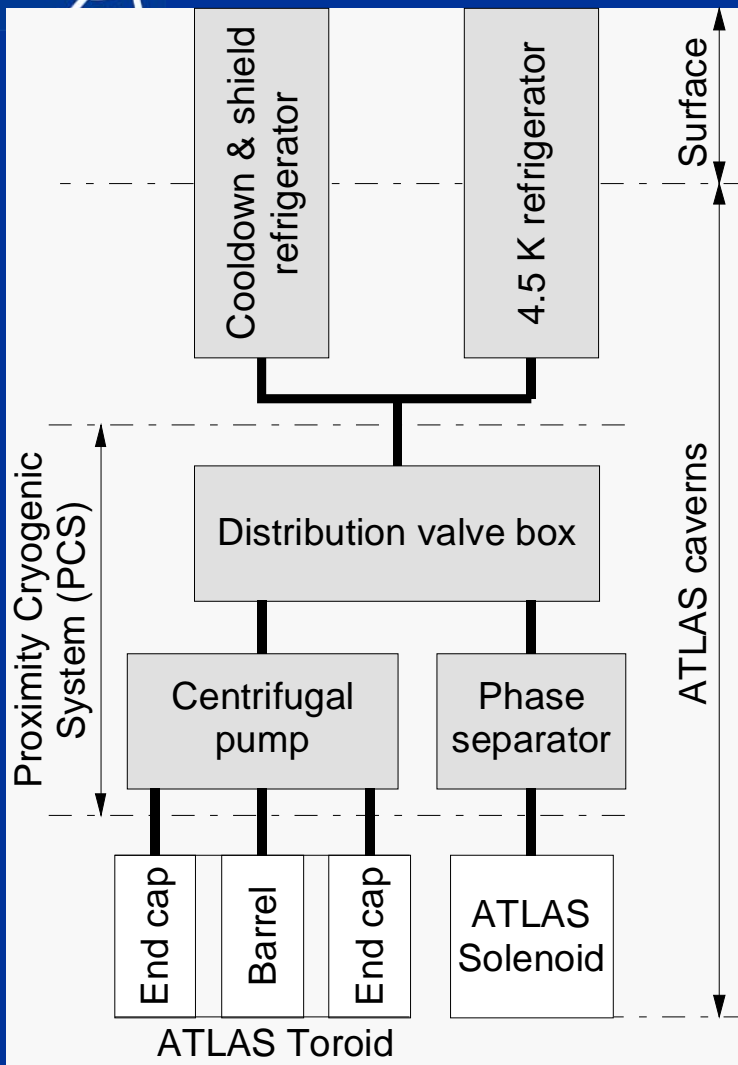 Cooldown & shield
refrigerator
4.5 K refrigerator
Surface
Proximity Cryogenic
System (PCS)
Distribution valve box
ATLAS caverns
Centrifugal
pump
Phase
separator
End cap
Barrel
End cap
ATLAS
Solenoid
ATLAS Toroid